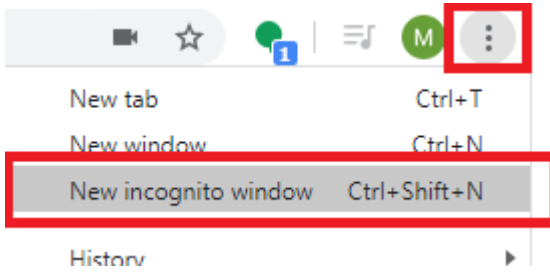 1
M
New tab Ctrl+T
New window Ctrl+N
New incognito window Ctrl+Shift+N
History